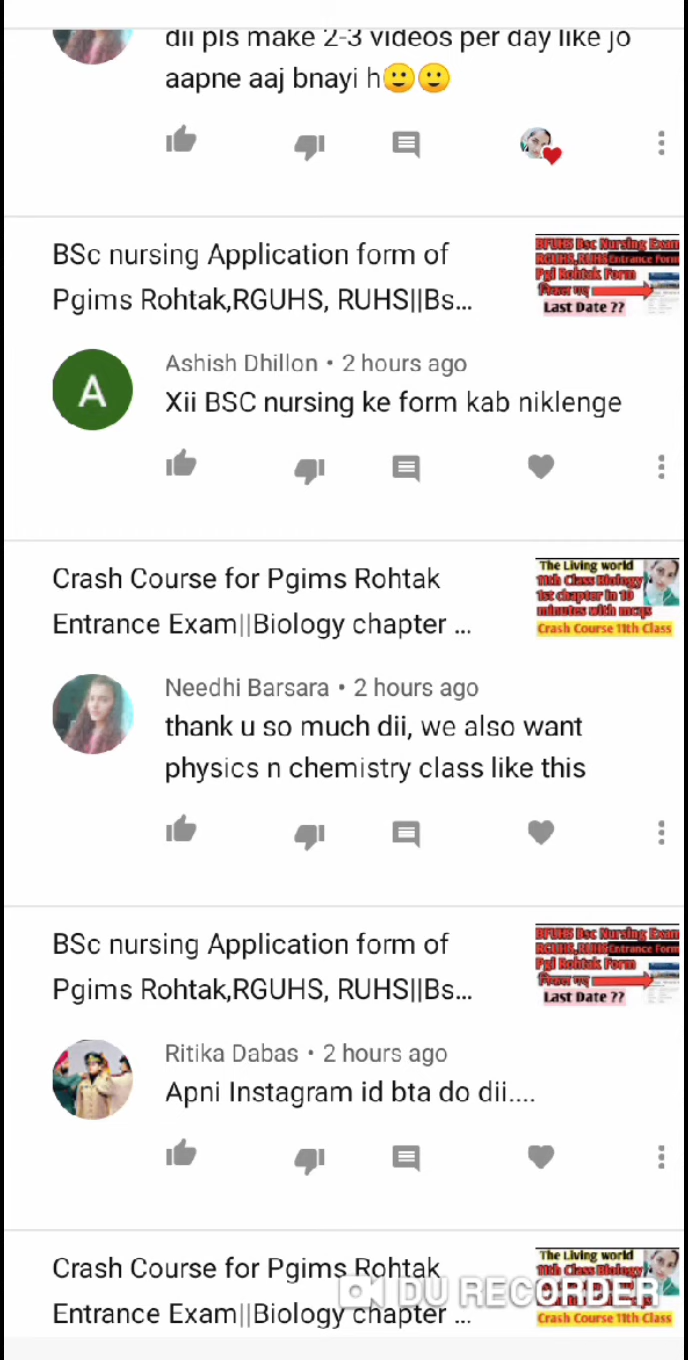 dii pls make 2-3 videos per day like jo
aapne aaj bnayi h🙂🙂
BSc nursing Application form of
Pgims Rohtak,RGUHS, RUHS||Bs...
BFUHS Bsc Nursing Exam
RGUHS,RUHS Entrance Form
Pgi Rohtak Form
Last Date ??
A
Ashish Dhillon • 2 hours ago
Xii BSC nursing ke form kab niklenge
Crash Course for Pgims Rohtak
Entrance Exam||Biology chapter ...
The Living world
11th Class Biology
1st chapter in 10
minutes with mcqs
Crash Course 11th Class
Needhi Barsara • 2 hours ago
thank u so much dii, we also want
physics n chemistry class like this
BSc nursing Application form of
Pgims Rohtak,RGUHS, RUHS||Bs...
BFUHS Bsc Nursing Exam
RGUHS,RUHS Entrance Form
Pgi Rohtak Form
Last Date ??
Ritika Dabas • 2 hours ago
Apni Instagram id bta do dii....
Crash Course for Pgims Rohtak
Entrance Exam||Biology chapter ...
The Living world
11th Class Biology
Crash Course 11th Class
DU RECORDER